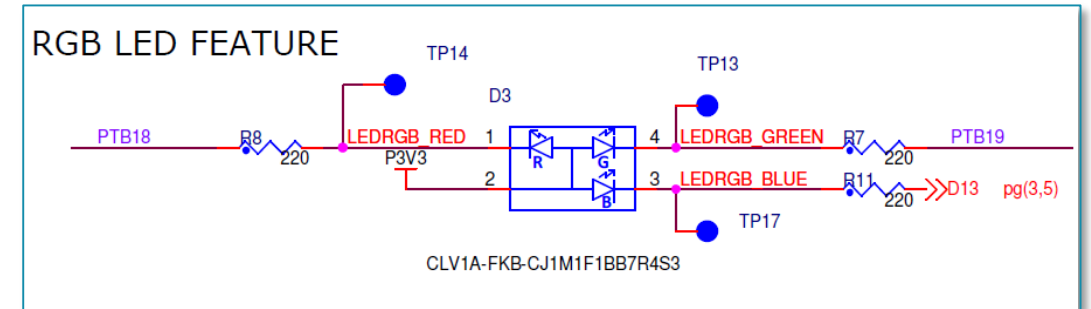 RGB LED FEATURE
TP14
TP13
D3
PTB18
R8
220
LEDRGB_RED
1
R
G
4
LEDRGB_GREEN
R7
220
PTB19
P3V3
2
B
3
LEDRGB_BLUE
R11
220
D13
pg(3,5)
TP17
CLV1A-FKB-CJ1M1F1BB7R4S3